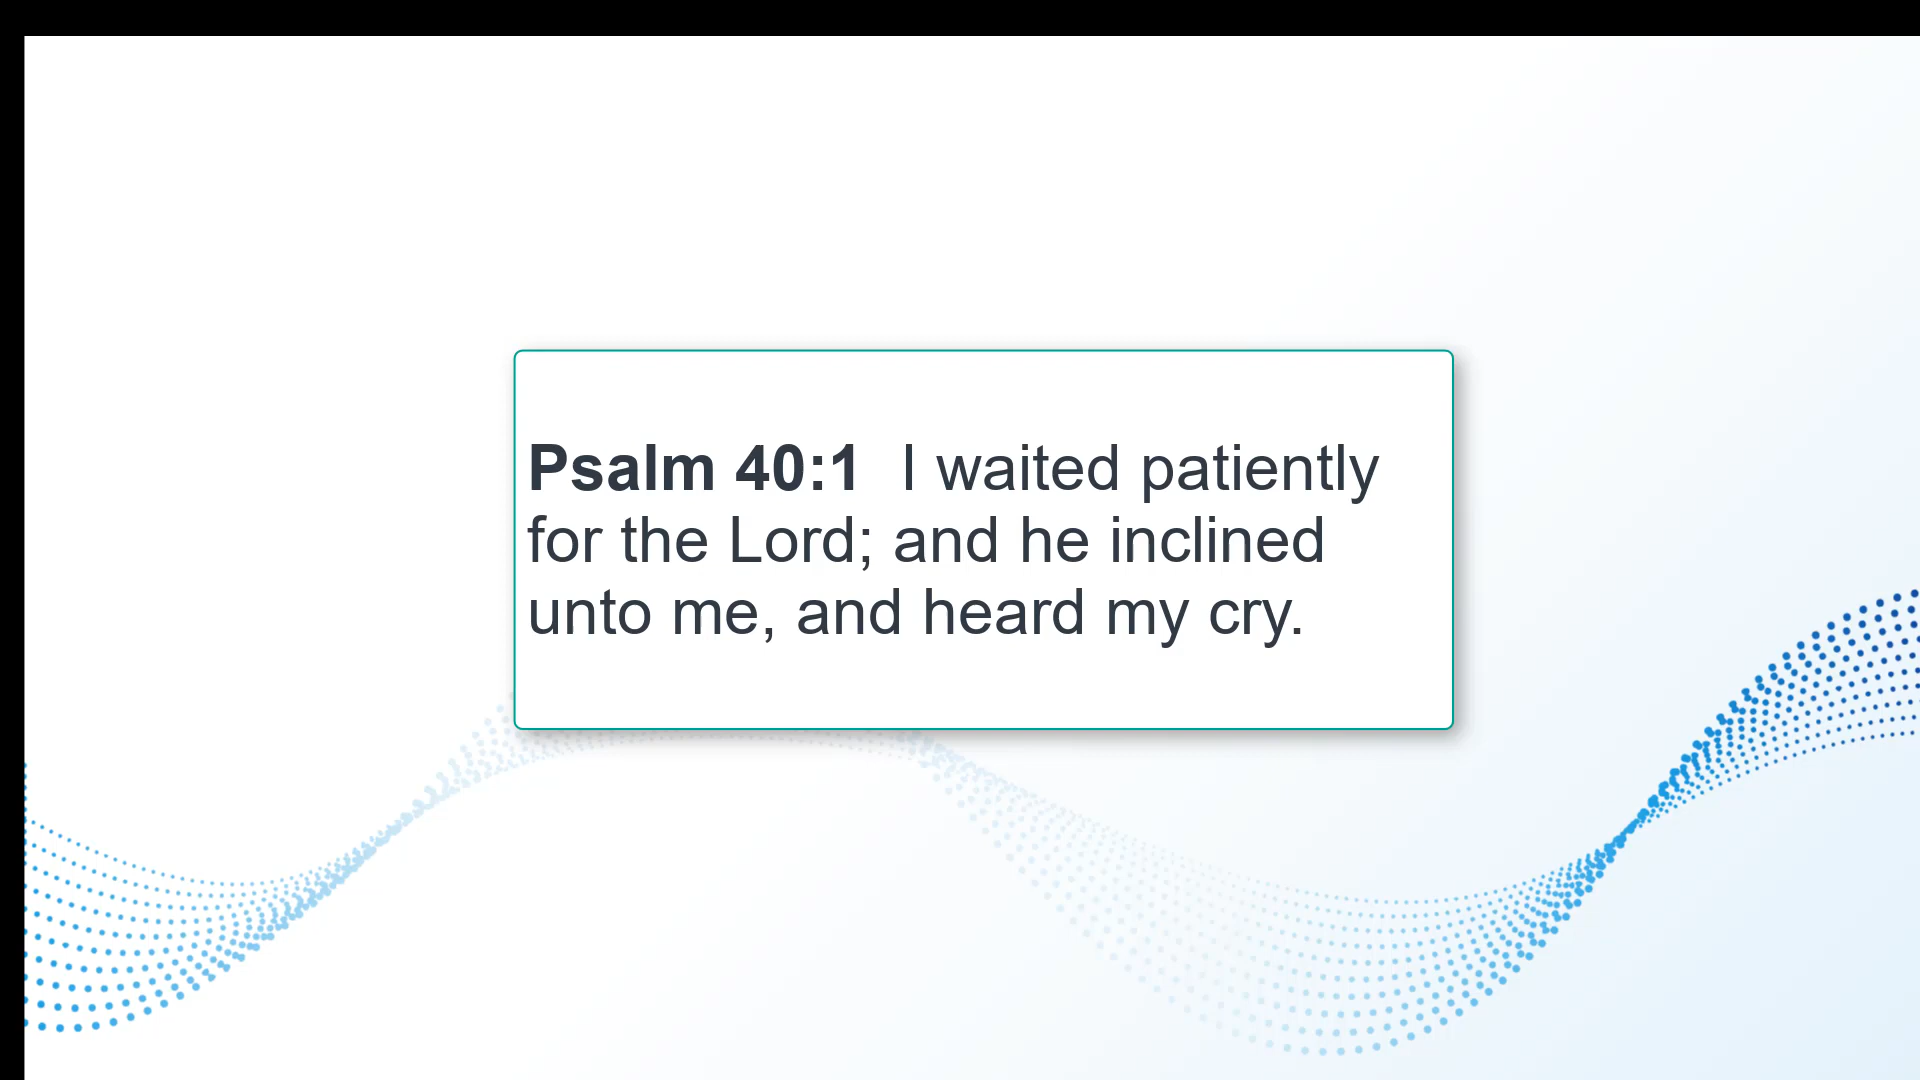 Psalm 40:1  I waited patiently
for the Lord; and he inclined
unto me, and heard my cry.